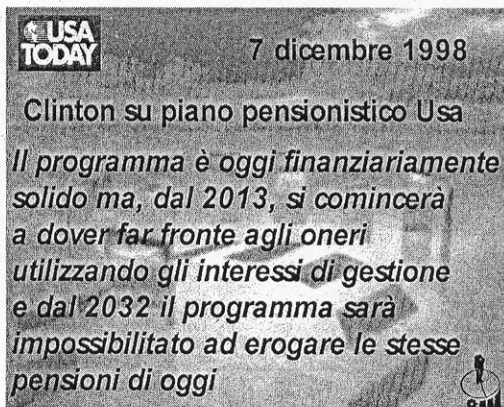 USA
TODAY
7 dicembre 1998
Clinton su piano pensionistico Usa
Il programma è oggi finanziariamente
solido ma, dal 2013, si comincerà
a dover far fronte agli oneri
utilizzando gli interessi di gestione
e dal 2032 il programma sarà
impossibilitato ad erogare le stesse
pensioni di oggi